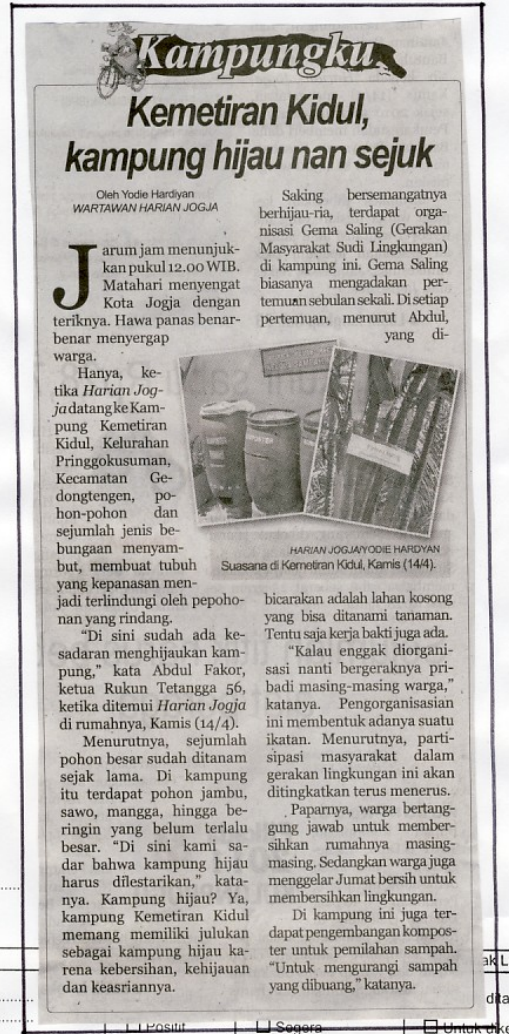 Kampungku
Kemetiran Kidul,
kampung hijau nan sejuk
Oleh Yodie Hardiyan
WARTAWAN HARIAN JOGJA
Jarum jam menunjuk-
kan pukul 12.00 WIB.
Matahari menyengat
Kota Jogja dengan
teriknya. Hawa panas benar-
benar menyergap
warga.
Hanya, ke-
tika Harian Jog-
ja datang ke Kam-
pung Kemetiran
Kidul, Kelurahan
Pringgokusuman,
Kecamatan Ge-
dongtengen, po-
hon-pohon dan
sejumlah jenis be-
bungaan menyam-
but, membuat tubuh
yang kepanasan men-
jadi terlindungi oleh pepoho-
nan yang rindang.
"Di sini sudah ada ke-
sadaran menghijaukan kam-
pung," kata Abdul Fakor,
ketua Rukun Tetangga 56,
ketika ditemui Harian Jogja
di rumahnya, Kamis (14/4).
Menurutnya, sejumlah
pohon besar sudah ditanam
sejak lama. Di kampung
itu terdapat pohon jambu,
sawo, mangga, hingga be-
ringin yang belum terlalu
besar. "Di sini kami sa-
dar bahwa kampung hijau
harus dilestarikan," kata-
nya. Kampung hijau? Ya,
kampung Kemetiran Kidul
memang memiliki julukan
sebagai kampung hijau ka-
rena kebersihan, kehijauan
dan keasriannya.
Saking bersemangatnya
berhijau-ria, terdapat orga-
nisasi Gema Saling (Gerakan
Masyarakat Sudi Lingkungan)
di kampung ini. Gema Saling
biasanya mengadakan per-
temuan sebulan sekali. Di setiap
pertemuan, menurut Abdul,
yang di-
HARIAN JOGJA/YODIE HARDYAN
Suasana di Kemetiran Kidul, Kamis (14/4).
bicarakan adalah lahan kosong
yang bisa ditanami tanaman.
Tentu saja kerja bakti juga ada.
"Kalau enggak diorgani-
sasi nanti bergeraknya pri-
badi masing-masing warga,"
katanya. Pengorganisasian
ini membentuk adanya suatu
ikatan. Menurutnya, parti-
sipasi masyarakat dalam
gerakan lingkungan ini akan
ditingkatkan terus menerus.
Paparnya, warga bertang-
gung jawab untuk member-
sihkan rumahnya masing-
masing. Sedangkan warga juga
menggelar Jumat bersih untuk
membersihkan lingkungan.
Di kampung ini juga ter-
dapat pengembangan kompos-
ter untuk pemilahan sampah.
"Untuk mengurangi sampah
yang dibuang," katanya.
Positif
Segera
Untuk dike